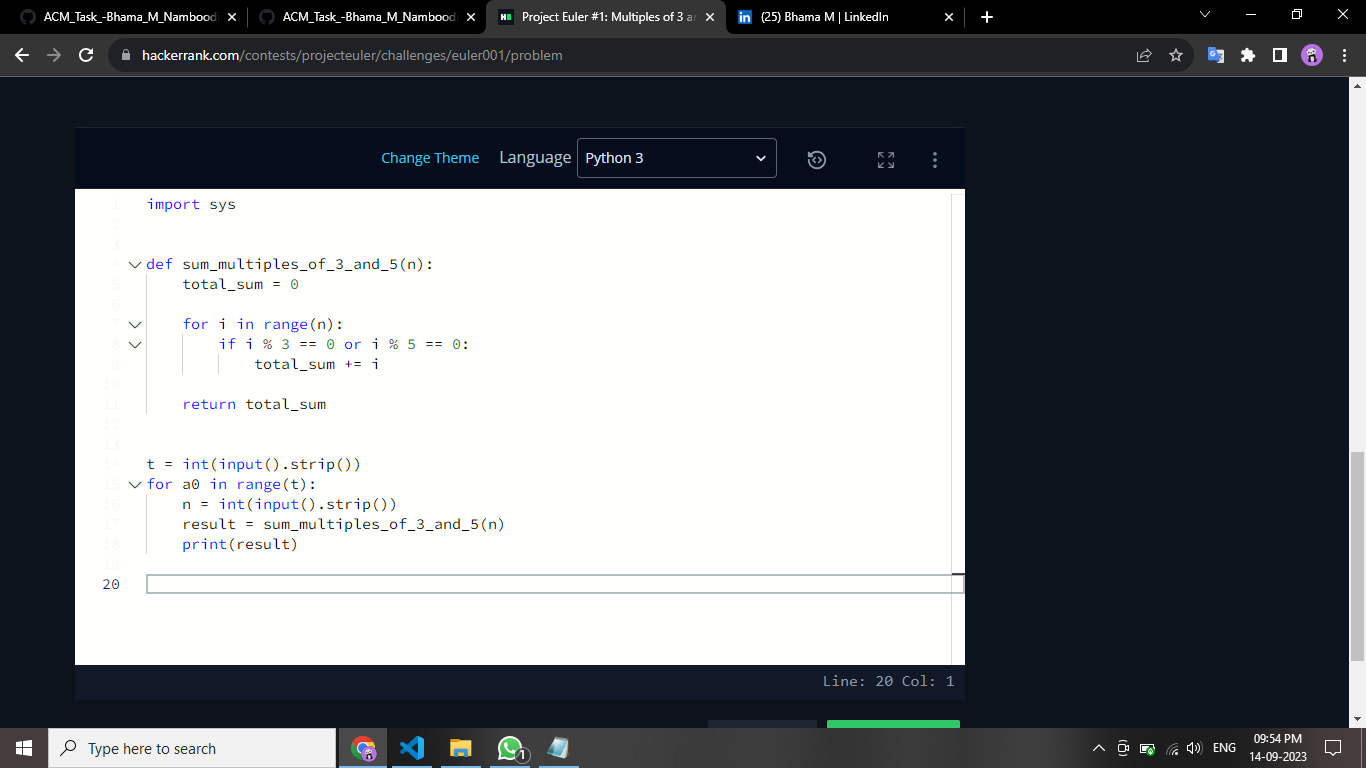 ACM_Task_-Bhama_M_Nambood
ACM_Task_-Bhama_M_Nambood
Project Euler #1: Multiples of 3 ar
(25) Bhama M | LinkedIn
hackerrank.com/contests/projecteuler/challenges/euler001/problem
Change Theme Language Python 3
1 import sys
2
3
4 def sum_multiples_of_3_and_5(n):
5 total_sum = 0
6
7 for i in range(n):
8 if i % 3 == 0 or i % 5 == 0:
9 total_sum += i
10
11 return total_sum
12
13
14 t = int(input().strip())
15 for a0 in range(t):
16 n = int(input().strip())
17 result = sum_multiples_of_3_and_5(n)
18 print(result)
19
20
Line: 20 Col: 1
Type here to search
1
ENG
09:54 PM
14-09-2023